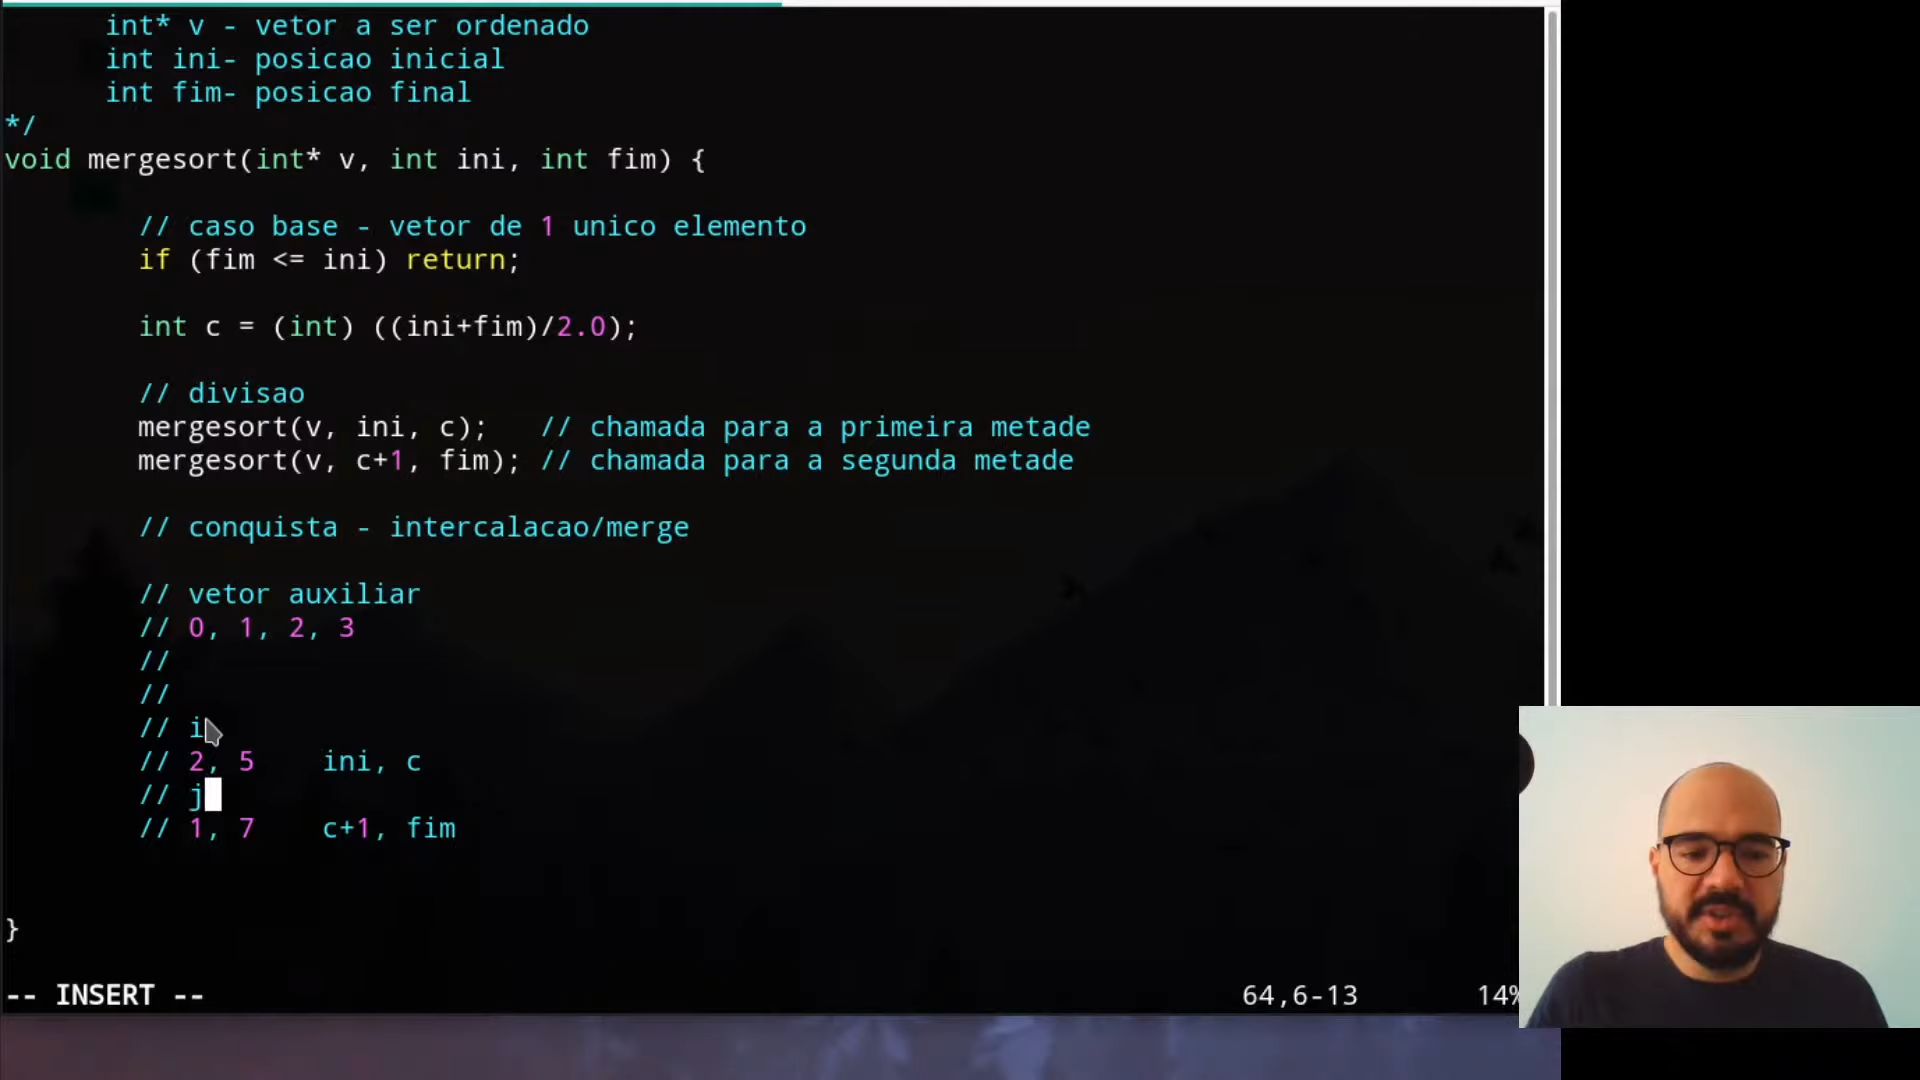 int* v - vetor a ser ordenado
int ini- posicao inicial
int fim- posicao final
*/
void mergesort(int* v, int ini, int fim) {
// caso base - vetor de 1 unico elemento
if (fim <= ini) return;
int c = (int) ((ini+fim)/2.0);
// divisao
mergesort(v, ini, c);   // chamada para a primeira metade
mergesort(v, c+1, fim); // chamada para a segunda metade
// conquista - intercalacao/merge
// vetor auxiliar
// 0, 1, 2, 3
//
//
// i
// 2, 5    ini, c
// j
// 1, 7    c+1, fim
}
-- INSERT -- 64,6-13 14%